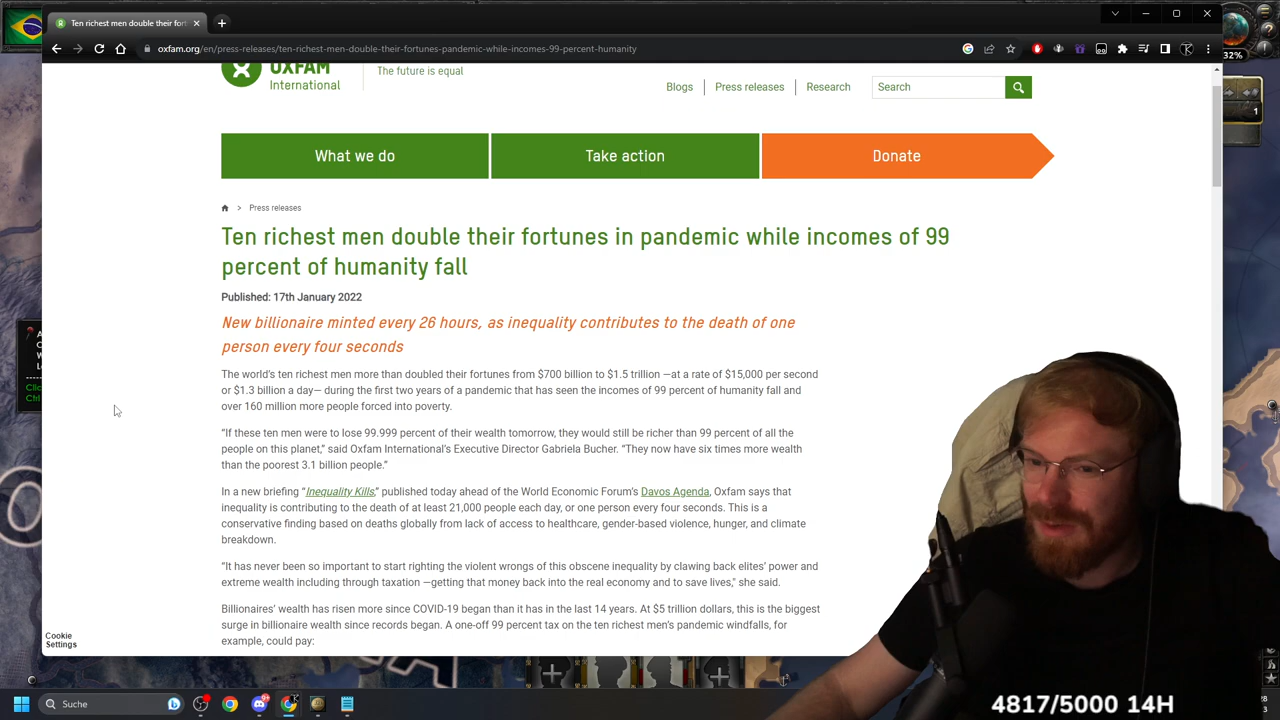 Ten richest men double their fort
oxfam.org/en/press-releases/ten-richest-men-double-their-fortunes-pandemic-while-incomes-99-percent-humanity
32%
1
OXFAM
International
The future is equal
Blogs
Press releases
Research
Search
What we do
Take action
Donate
> Press releases
Ten richest men double their fortunes in pandemic while incomes of 99
percent of humanity fall
Published: 17th January 2022
New billionaire minted every 26 hours, as inequality contributes to the death of one
person every four seconds
The world's ten richest men more than doubled their fortunes from $700 billion to $1.5 trillion —at a rate of $15,000 per second
or $1.3 billion a day— during the first two years of a pandemic that has seen the incomes of 99 percent of humanity fall and
over 160 million more people forced into poverty.
“If these ten men were to lose 99.999 percent of their wealth tomorrow, they would still be richer than 99 percent of all the
people on this planet,” said Oxfam International’s Executive Director Gabriela Bucher. “They now have six times more wealth
than the poorest 3.1 billion people.”
In a new briefing “Inequality Kills,” published today ahead of the World Economic Forum’s Davos Agenda, Oxfam says that
inequality is contributing to the death of at least 21,000 people each day, or one person every four seconds. This is a
conservative finding based on deaths globally from lack of access to healthcare, gender-based violence, hunger, and climate
breakdown.
“It has never been so important to start righting the violent wrongs of this obscene inequality by clawing back elites’ power and
extreme wealth including through taxation —getting that money back into the real economy and to save lives," she said.
Billionaires’ wealth has risen more since COVID-19 began than it has in the last 14 years. At $5 trillion dollars, this is the biggest
surge in billionaire wealth since records began. A one-off 99 percent tax on the ten richest men’s pandemic windfalls, for
example, could pay:
Cookie
Settings
Clic
Ctrl
Suche
4817/5000 14H